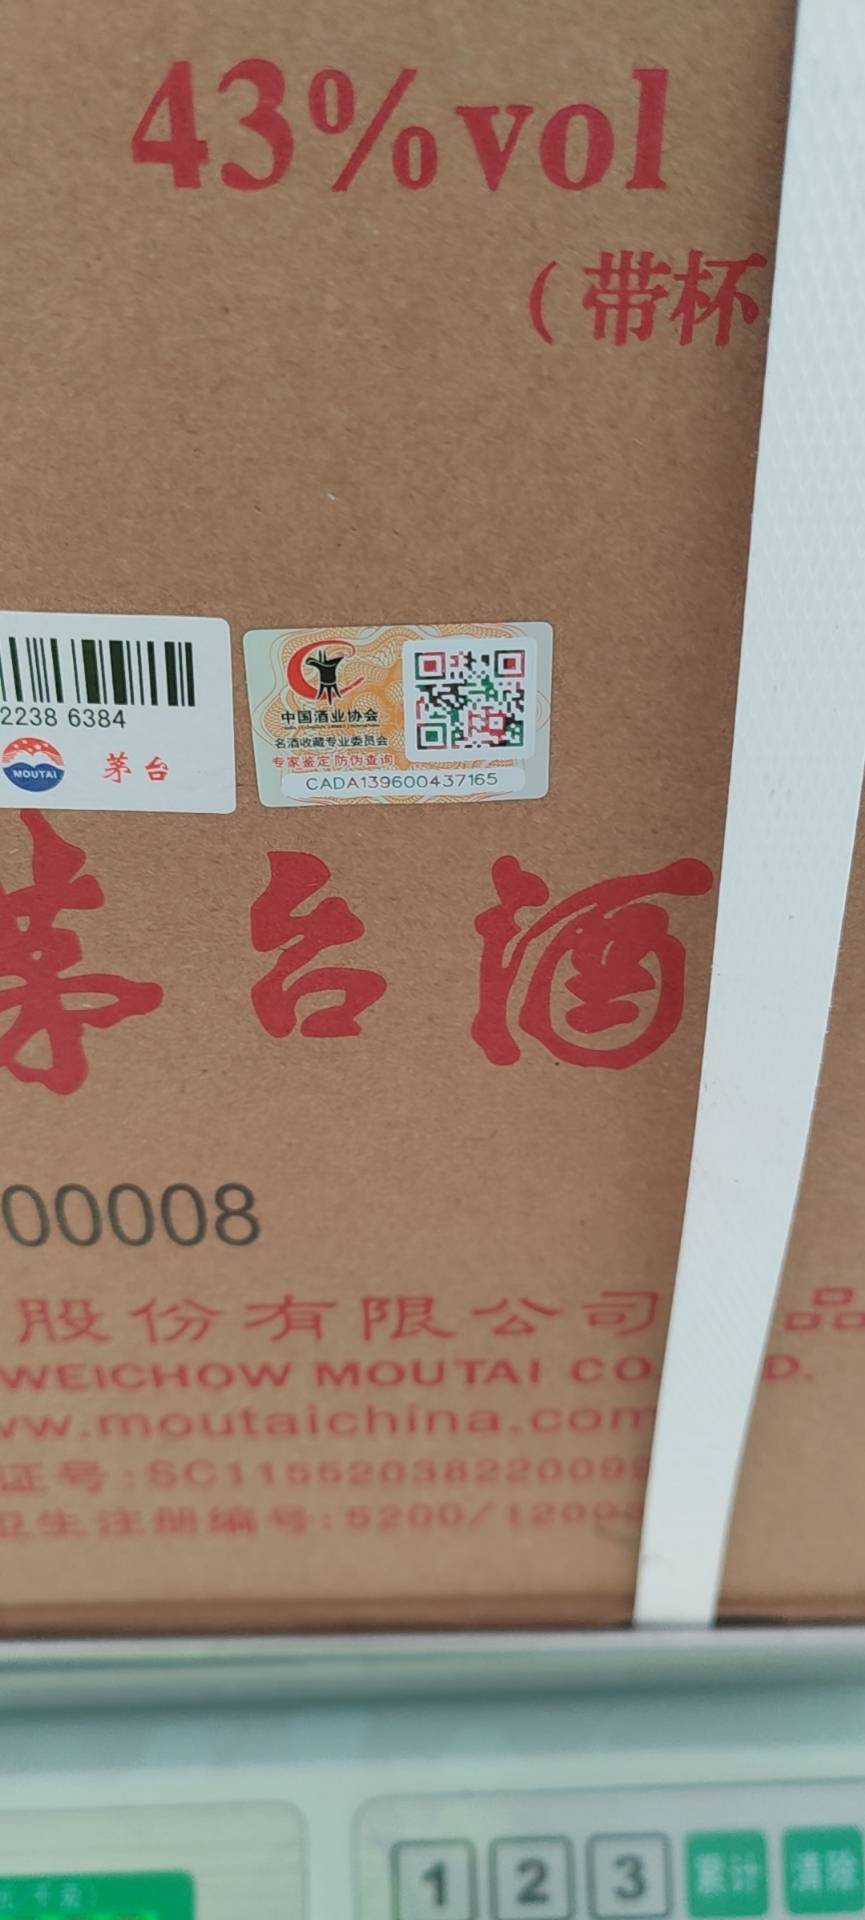 43%vol
(带杯
2238 6384
MOUTAI 茅台
中国酒业协会
名酒收藏专业委员会
专家鉴定 防伪查询
CADA139600437165
茅台酒
00008
股份有限公司 品
WEICHOW MOUTAI CO. D.
ww.moutaichina.com
证号:SC1155203822009
卫生注册编号:5200/1200
1 2 3 累计 清除